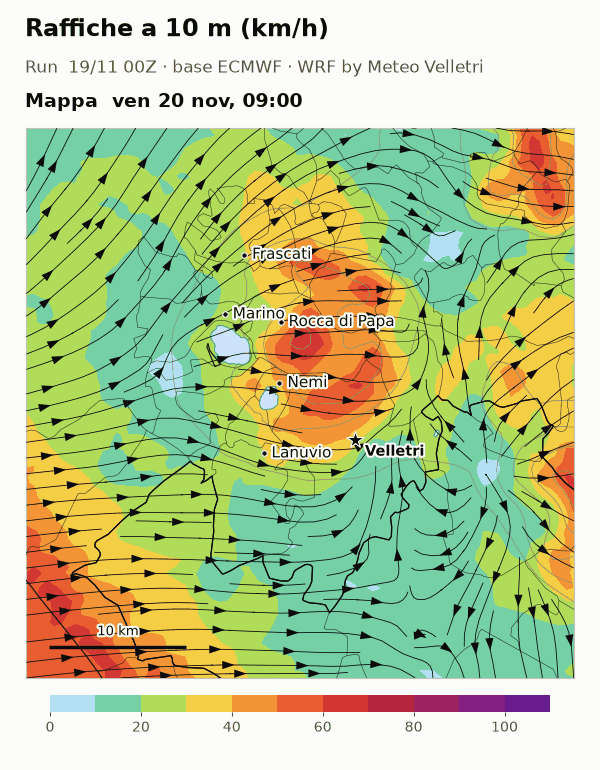 Raffiche a 10 m (km/h)
Run 19/11 00Z · base ECMWF · WRF by Meteo Velletri
Mappa ven 20 nov, 09:00
Frascati
Marino
Rocca di Papa
Nemi
Lanuvio
Velletri
10 km
0 20 40 60 80 100